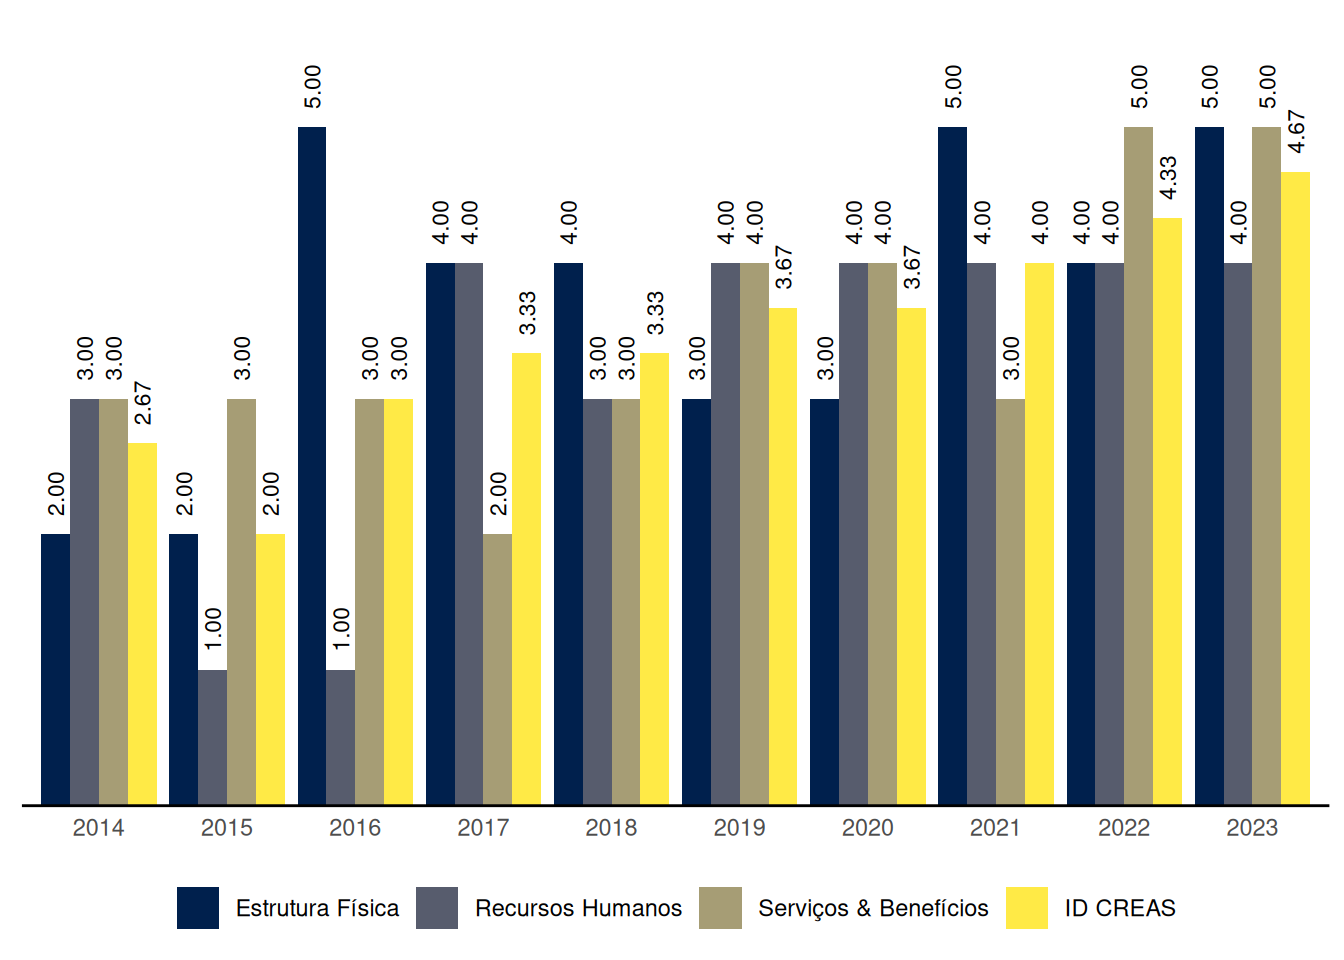 5.00 5.00 5.00 5.00 5.00
4.67
4.33
4.00 4.00 4.00 4.00 4.00 4.00 4.00 4.00 4.00 4.00 4.00 4.00
3.67 3.67
3.33 3.33
3.00 3.00 3.00 3.00 3.00 3.00 3.00 3.00 3.00 3.00
2.67
2.00 2.00 2.00 2.00
1.00 1.00
2014 2015 2016 2017 2018 2019 2020 2021 2022 2023
Estrutura Física Recursos Humanos Serviços & Benefícios ID CREAS